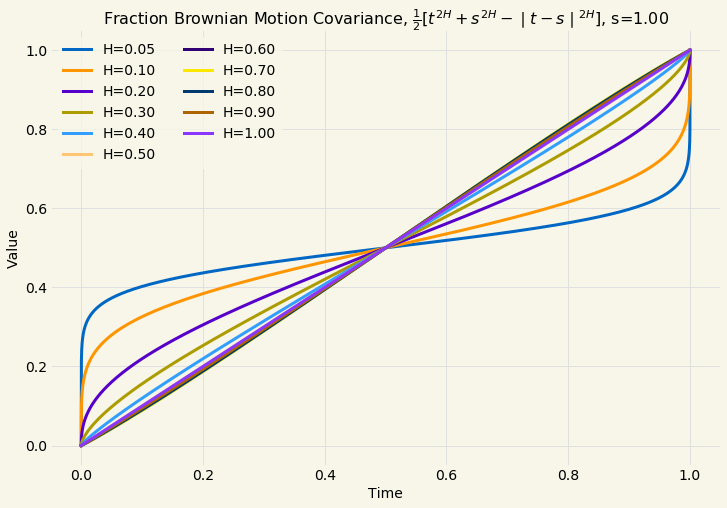 Fraction Brownian Motion Covariance, $\frac{1}{2}[t^{2H} + s^{2H} - |t - s|^{2H}]$, s=1.00
H=0.05 H=0.60
H=0.10 H=0.70
H=0.20 H=0.80
H=0.30 H=0.90
H=0.40 H=1.00
H=0.50
1.0
0.8
0.6
0.4
0.2
0.0
Value
0.0 0.2 0.4 0.6 0.8 1.0
Time